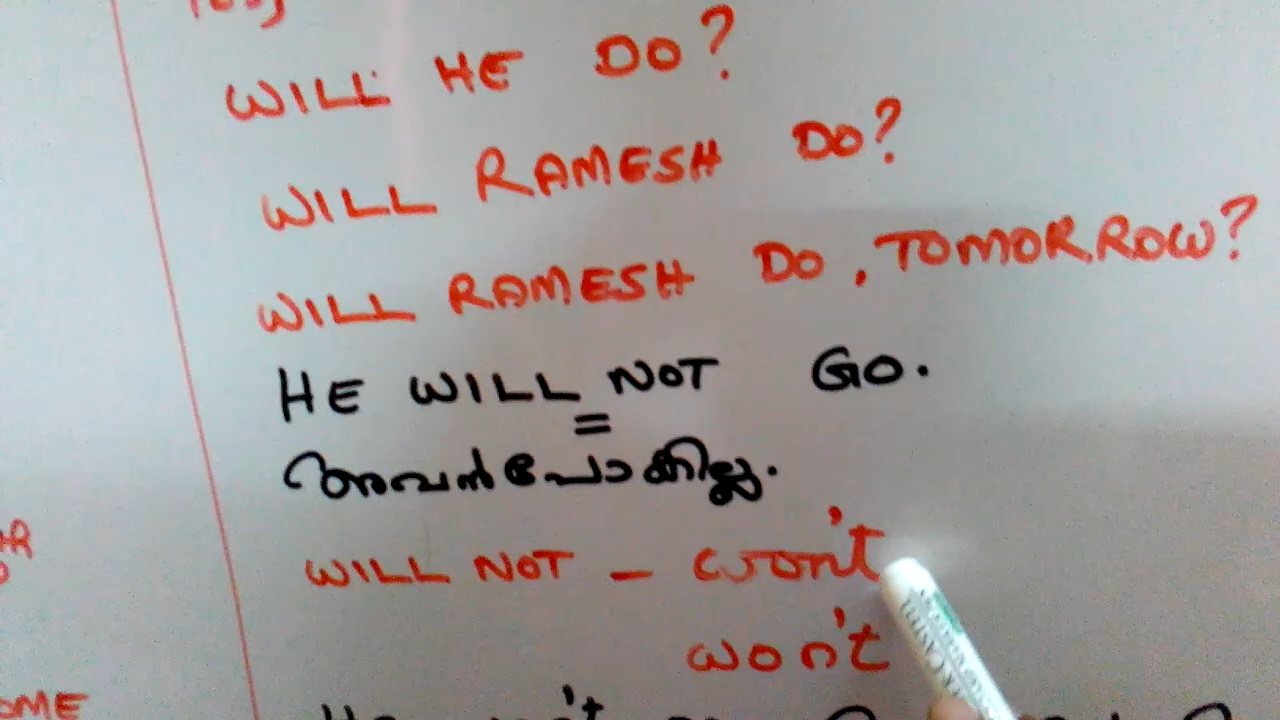 WILL HE DO?
WILL RAMESH DO?
WILL RAMESH DO, TOMORROW?
HE WILL NOT GO.
അവൻ പോകില്ല.
WILL NOT - won't
won't
He